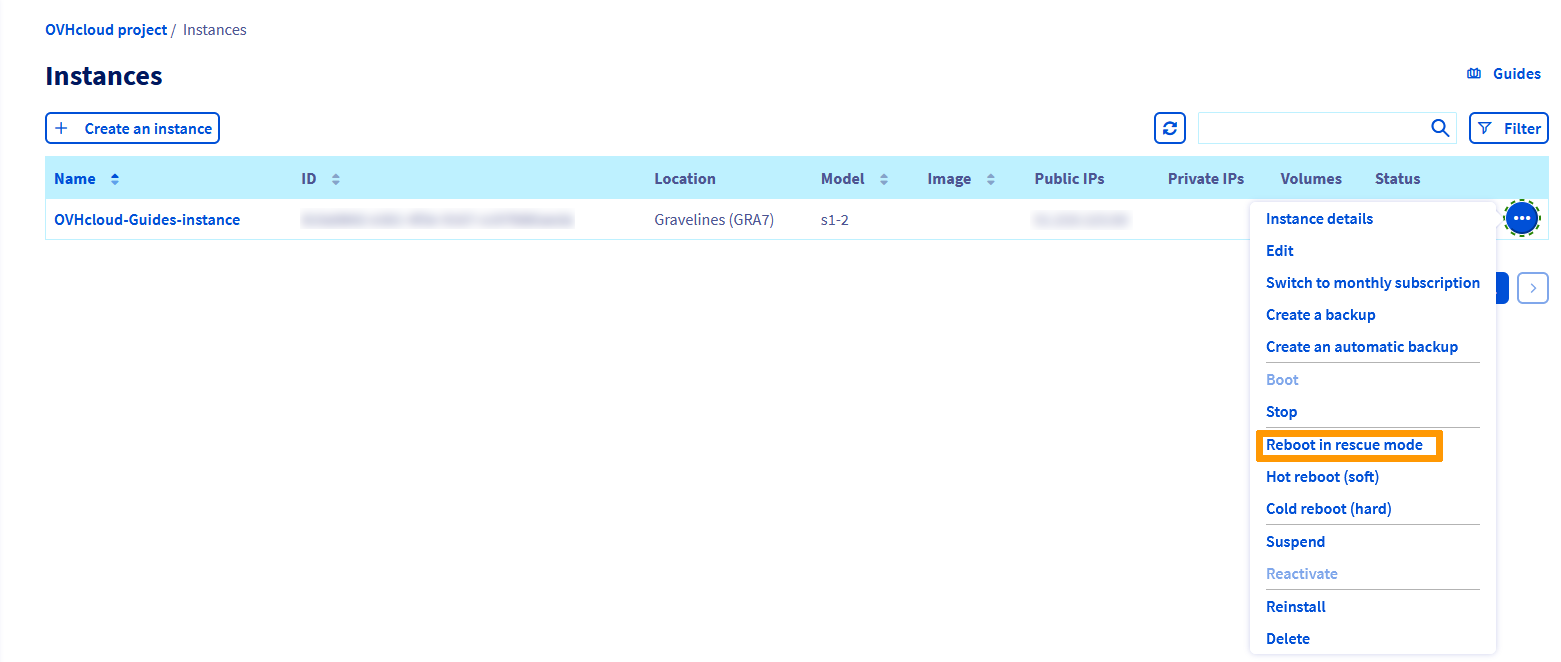 OVHcloud project / Instances
Instances
Guides
+ Create an instance
Filter
Name ID Location Model Image Public IPs Private IPs Volumes Status
OVHcloud-Guides-instance Gravelines (GRA7) s1-2
Instance details
Edit
Switch to monthly subscription
Create a backup
Create an automatic backup
Boot
Stop
Reboot in rescue mode
Hot reboot (soft)
Cold reboot (hard)
Suspend
Reactivate
Reinstall
Delete